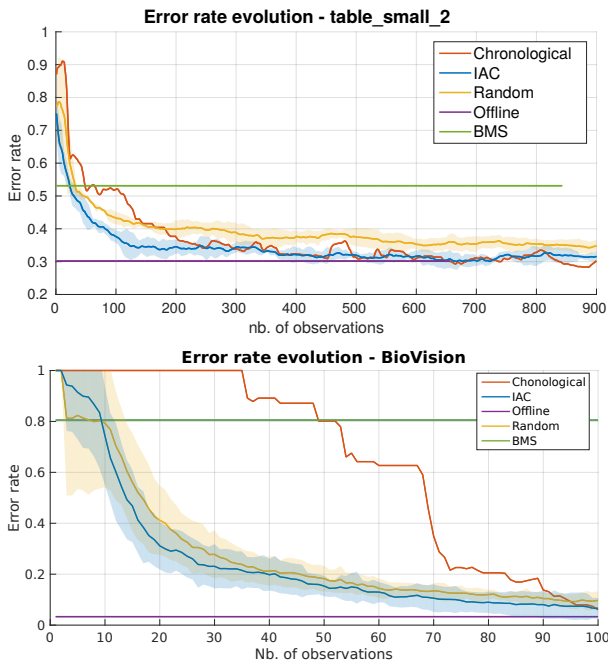 Error rate evolution - table_small_2
Error rate
1
0.9
0.8
0.7
0.6
0.5
0.4
0.3
0.2
Chronological
IAC
Random
Offline
BMS
0 100 200 300 400 500 600 700 800 900
nb. of observations
Error rate evolution - BioVision
Error rate
1
0.8
0.6
0.4
0.2
0
Chonological
IAC
Offline
Random
BMS
0 10 20 30 40 50 60 70 80 90 100
Nb. of observations